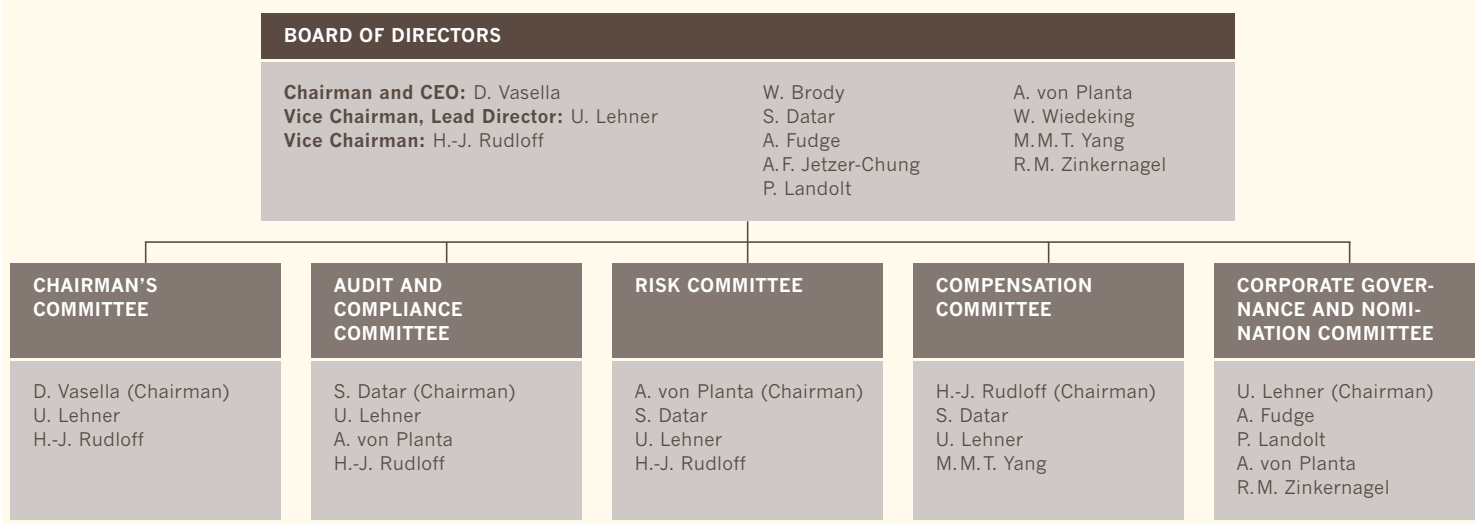 BOARD OF DIRECTORS
Chairman and CEO: D. Vasella
Vice Chairman, Lead Director: U. Lehner
Vice Chairman: H.-J. Rudloff
W. Brody
S. Datar
A. Fudge
A.F. Jetzer-Chung
P. Landolt
A. von Planta
W. Wiedeking
M.M.T. Yang
R.M. Zinkernagel
CHAIRMAN'S
COMMITTEE
D. Vasella (Chairman)
U. Lehner
H.-J. Rudloff
AUDIT AND
COMPLIANCE
COMMITTEE
S. Datar (Chairman)
U. Lehner
A. von Planta
H.-J. Rudloff
RISK COMMITTEE
A. von Planta (Chairman)
S. Datar
U. Lehner
H.-J. Rudloff
COMPENSATION
COMMITTEE
H.-J. Rudloff (Chairman)
S. Datar
U. Lehner
M.M.T. Yang
CORPORATE GOVER-
NANCE AND NOMI-
NATION COMMITTEE
U. Lehner (Chairman)
A. Fudge
P. Landolt
A. von Planta
R.M. Zinkernagel